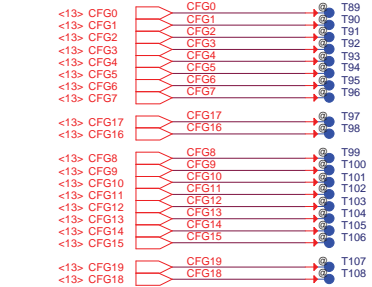 <13> CFG0 CFG0 @ T89
<13> CFG1 CFG1 @ T90
<13> CFG2 CFG2 @ T91
<13> CFG3 CFG3 @ T92
<13> CFG4 CFG4 @ T93
<13> CFG5 CFG5 @ T94
<13> CFG6 CFG6 @ T95
<13> CFG7 CFG7 @ T96
<13> CFG17 CFG17 @ T97
<13> CFG16 CFG16 @ T98
<13> CFG8 CFG8 @ T99
<13> CFG9 CFG9 @ T100
<13> CFG10 CFG10 @ T101
<13> CFG11 CFG11 @ T102
<13> CFG12 CFG12 @ T103
<13> CFG13 CFG13 @ T104
<13> CFG14 CFG14 @ T105
<13> CFG15 CFG15 @ T106
<13> CFG19 CFG19 @ T107
<13> CFG18 CFG18 @ T108